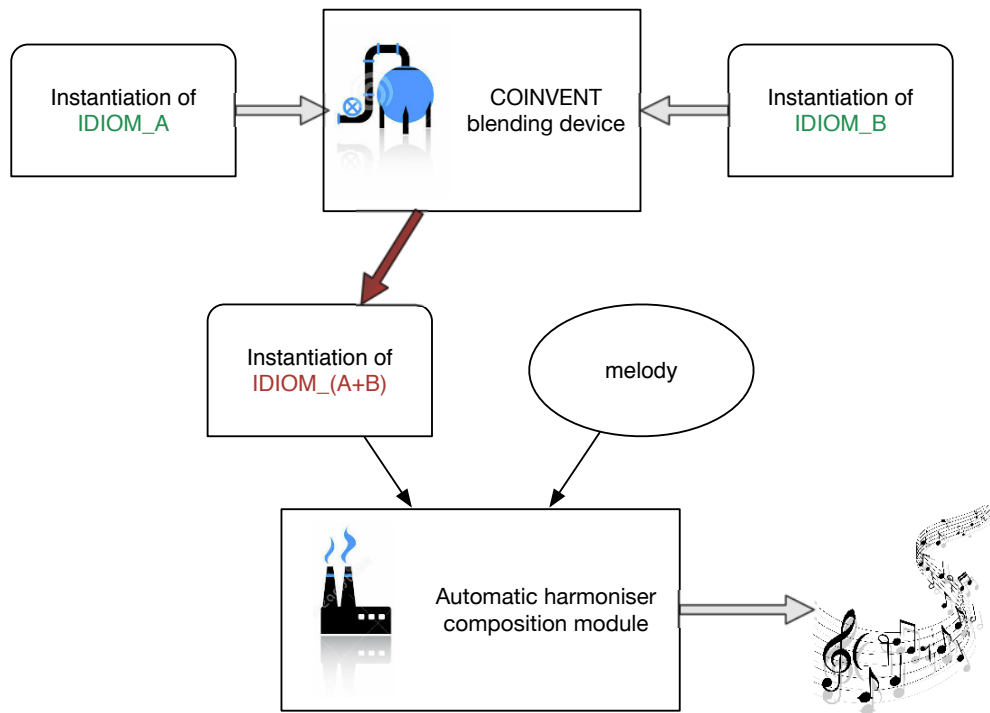 Instantiation of
IDIOM_A
COINVENT
blending device
Instantiation of
IDIOM_B
Instantiation of
IDIOM_(A+B)
melody
Automatic harmoniser
composition module